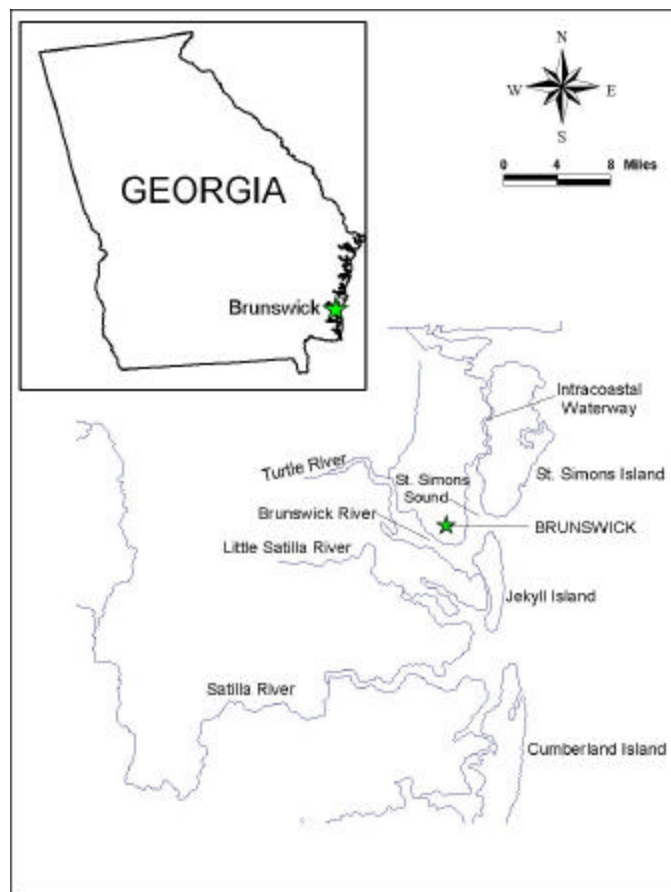 N
W E
S
0 4 8 Miles
GEORGIA
Brunswick
Intracoastal
Waterway
Turtle River
St. Simons
Sound
St. Simons Island
Brunswick River
BRUNSWICK
Little Satilla River
Jekyll Island
Satilla River
Cumberland Island